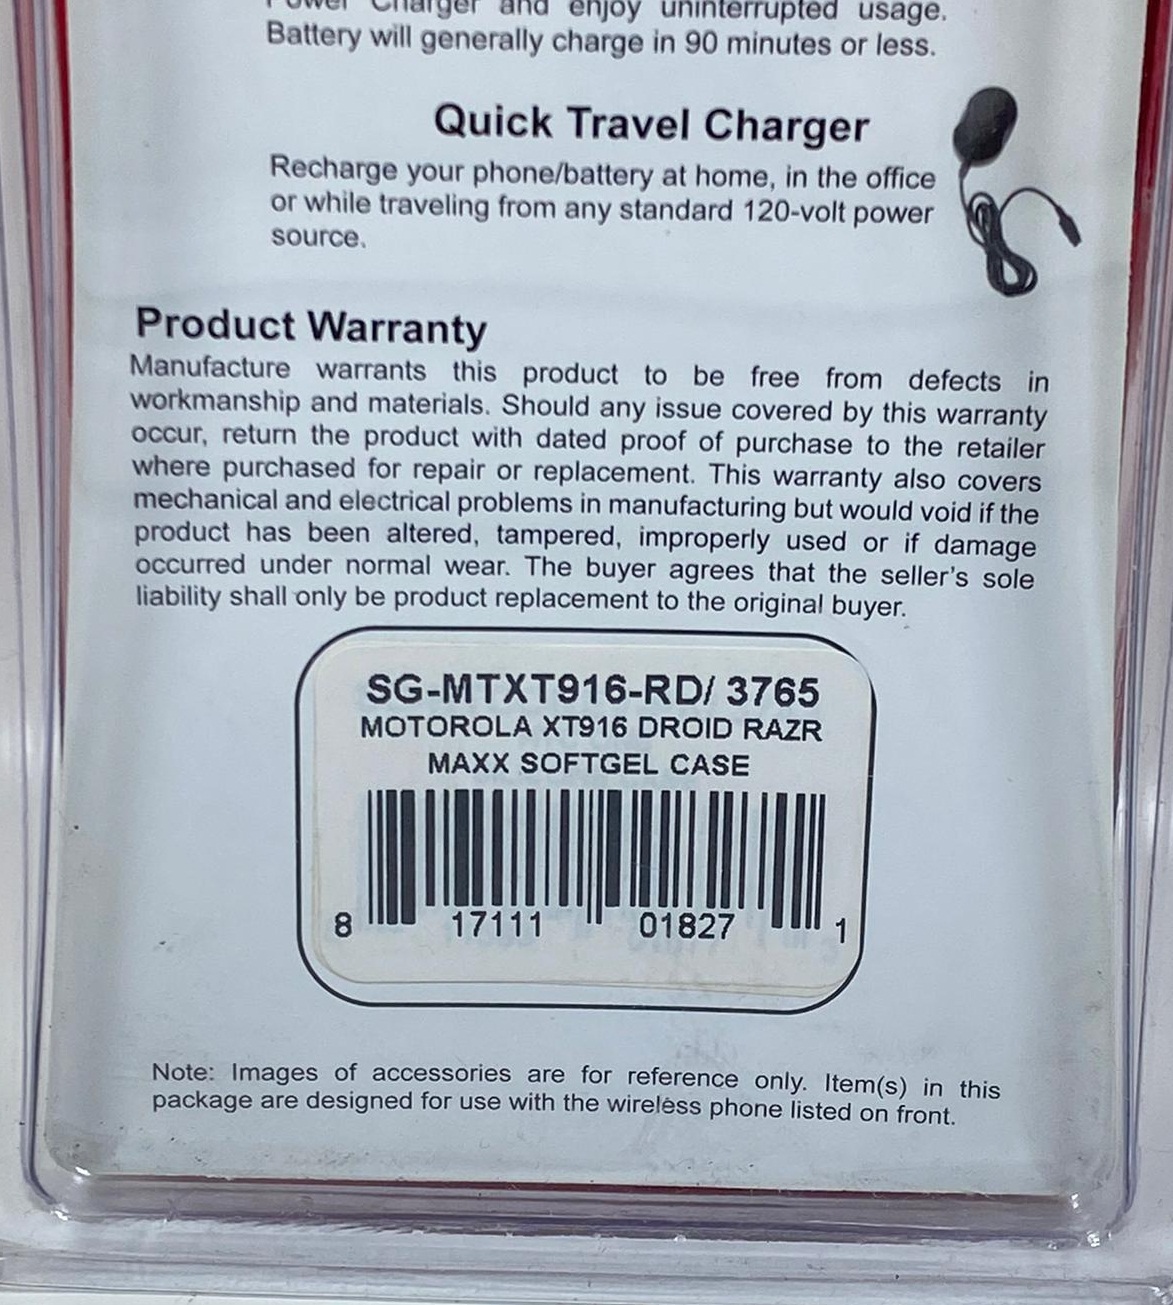 Power Charger and enjoy uninterrupted usage.
Battery will generally charge in 90 minutes or less.
Quick Travel Charger
Recharge your phone/battery at home, in the office
or while traveling from any standard 120-volt power
source.
Product Warranty
Manufacture warrants this product to be free from defects in
workmanship and materials. Should any issue covered by this warranty
occur, return the product with dated proof of purchase to the retailer
where purchased for repair or replacement. This warranty also covers
mechanical and electrical problems in manufacturing but would void if the
product has been altered, tampered, improperly used or if damage
occurred under normal wear. The buyer agrees that the seller's sole
liability shall only be product replacement to the original buyer.
SG-MTXT916-RD/ 3765
MOTOROLA XT916 DROID RAZR
MAXX SOFTGEL CASE
8 17111 01827 1
Note: Images of accessories are for reference only. Item(s) in this
package are designed for use with the wireless phone listed on front.